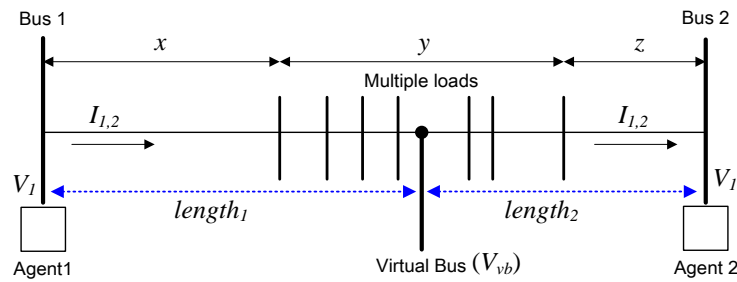 Bus 1
Bus 2
x
y
z
Multiple loads
I1,2
I1,2
V1
V1
length1
length2
Agent1
Virtual Bus (Vvb)
Agent 2